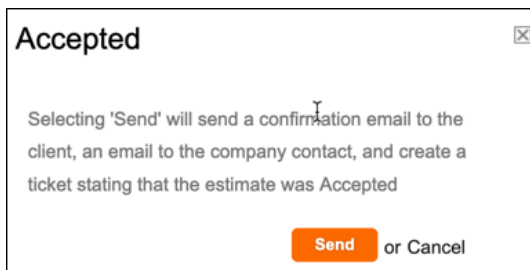 Accepted
Selecting 'Send' will send a confirmation email to the
client, an email to the company contact, and create a
ticket stating that the estimate was Accepted
Send or Cancel